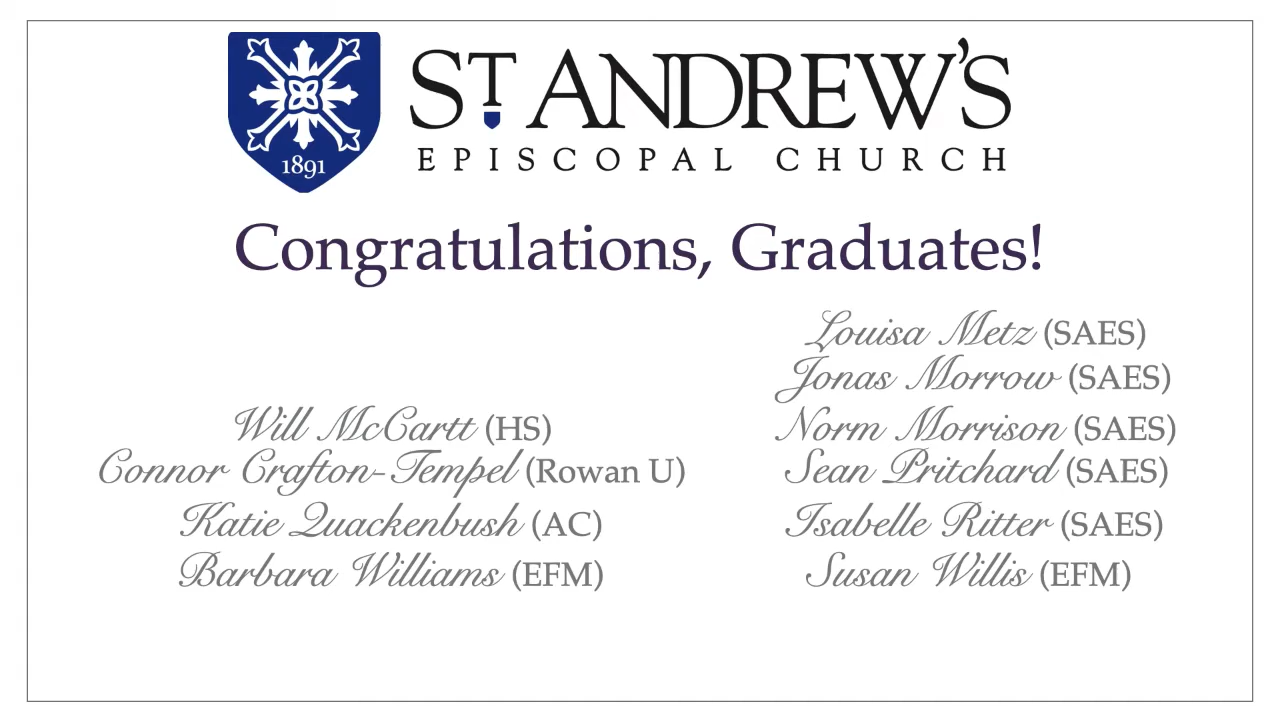 1891
ST ANDREW'S
EPISCOPAL CHURCH
Congratulations, Graduates!
Will McCartt (HS)
Connor Crafton-Tempel (Rowan U)
Katie Quackenbush (AC)
Barbara Williams (EFM)
Louisa Metz (SAES)
Jonas Morrow (SAES)
Norm Morrison (SAES)
Sean Pritchard (SAES)
Isabelle Ritter (SAES)
Susan Willis (EFM)